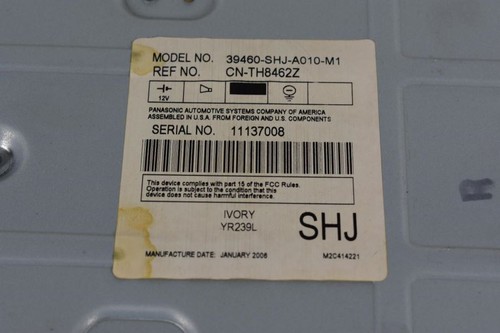 MODEL NO. 39460-SHJ-A010-M1
REF NO. CN-TH8462Z
12V
PANASONIC AUTOMOTIVE SYSTEMS COMPANY OF AMERICA
ASSEMBLED IN U.S.A. FROM FOREIGN AND U.S. COMPONENTS
SERIAL NO. 11137008
This device complies with part 15 of the FCC Rules.
Operation is subject to the condition that this
device does not cause harmful interference.
IVORY
YR239L
SHJ
MANUFACTURE DATE: JANUARY 2006
M2C414221
R